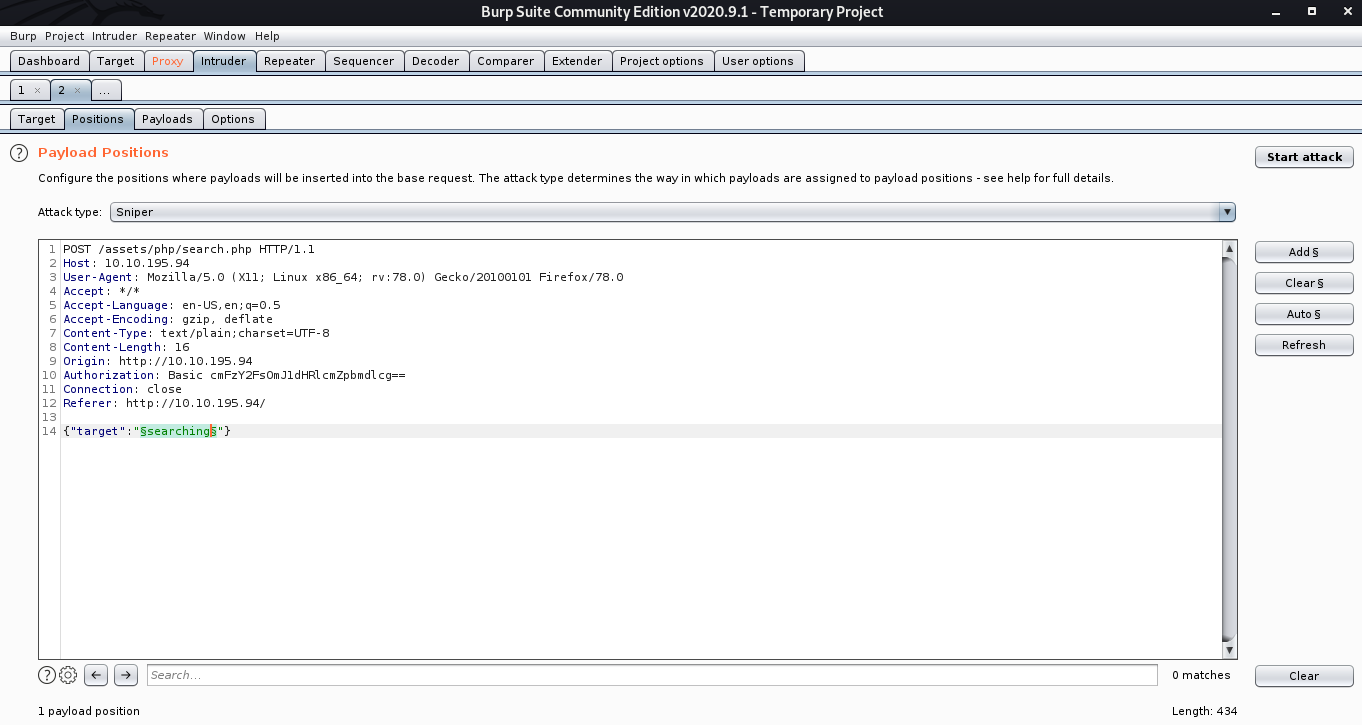 Burp Suite Community Edition v2020.9.1 - Temporary Project
Burp Project Intruder Repeater Window Help
Dashboard Target Proxy Intruder Repeater Sequencer Decoder Comparer Extender Project options User options
1 × 2 × ...
Target Positions Payloads Options
? Payload Positions
Start attack
Configure the positions where payloads will be inserted into the base request. The attack type determines the way in which payloads are assigned to payload positions - see help for full details.
Attack type: Sniper
1 POST /assets/php/search.php HTTP/1.1
2 Host: 10.10.195.94
3 User-Agent: Mozilla/5.0 (X11; Linux x86_64; rv:78.0) Gecko/20100101 Firefox/78.0
4 Accept: */*
5 Accept-Language: en-US,en;q=0.5
6 Accept-Encoding: gzip, deflate
7 Content-Type: text/plain;charset=UTF-8
8 Content-Length: 16
9 Origin: http://10.10.195.94
10 Authorization: Basic cmFzY2FsOmJ1dHRlcmZpbmdlcg==
11 Connection: close
12 Referer: http://10.10.195.94/
13
14 {"target":"§searching§"}
Add §
Clear §
Auto §
Refresh
? ← → Search... 0 matches Clear
1 payload position Length: 434